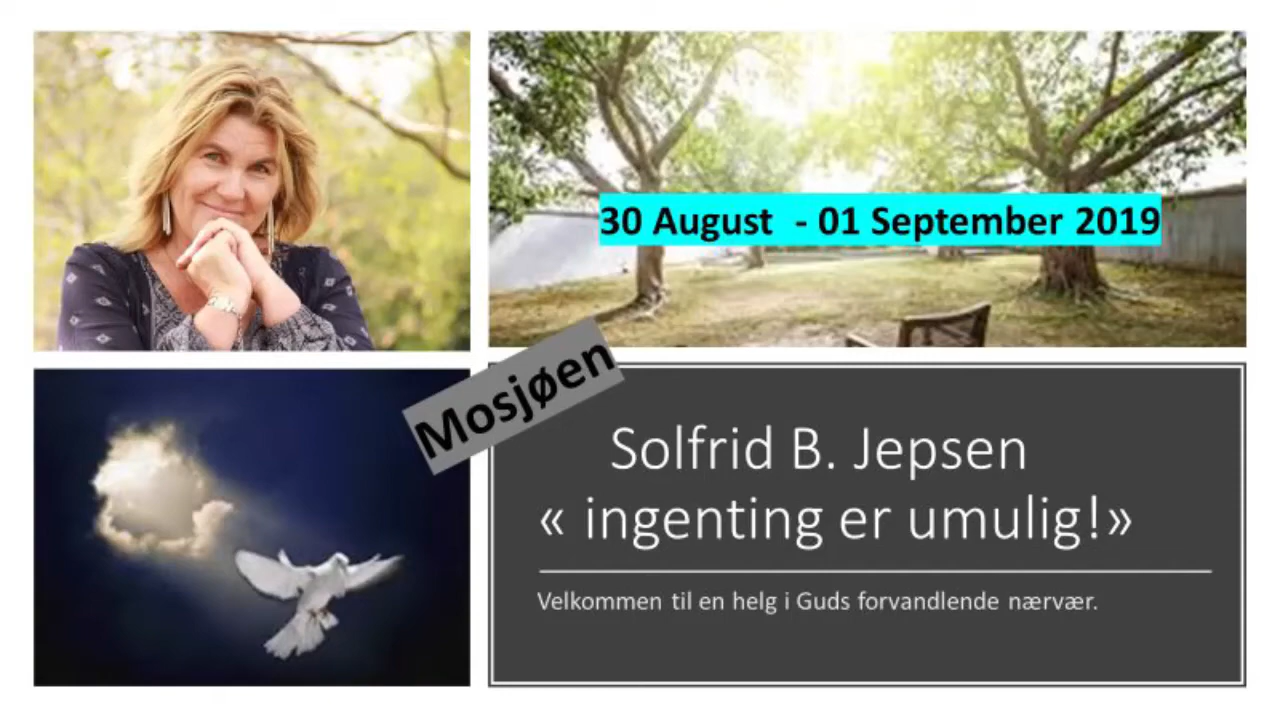 30 August - 01 September 2019
Mosjøen
Solfrid B. Jepsen
« ingenting er umulig!»
Velkommen til en helg i Guds forvandlende nærvær.